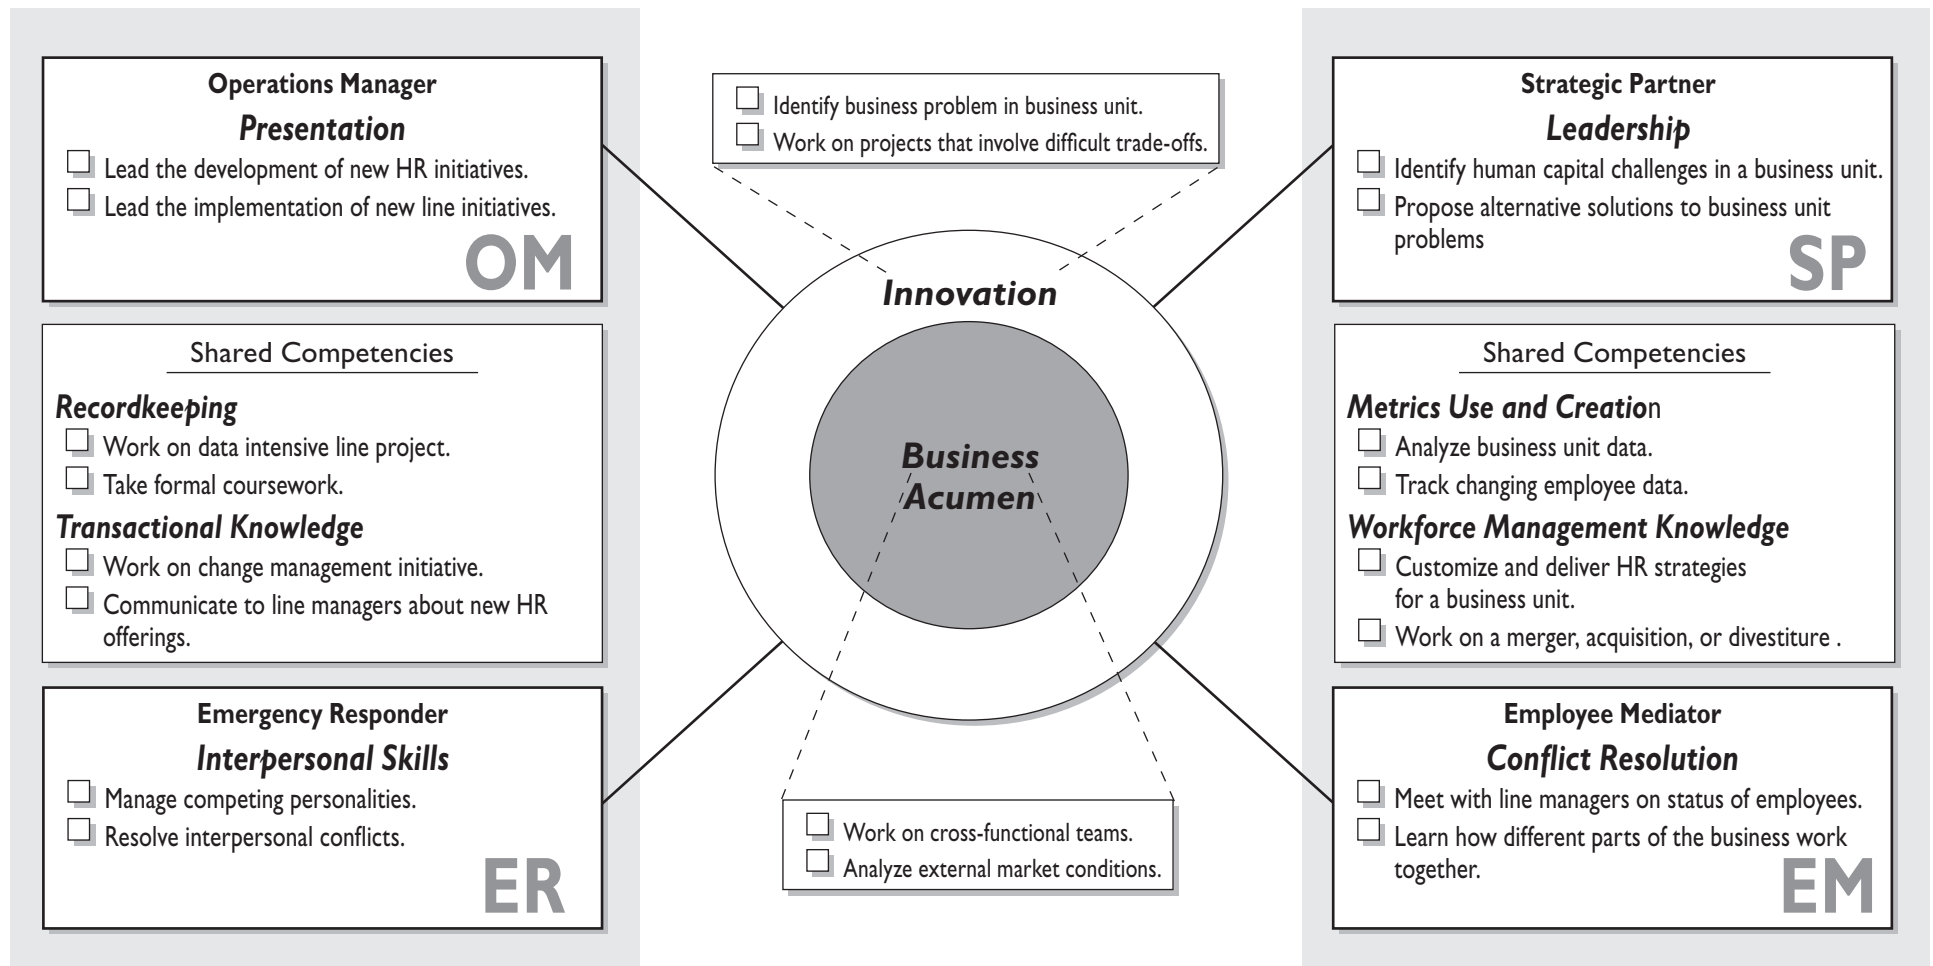 Operations Manager
Presentation
Lead the development of new HR initiatives.
Lead the implementation of new line initiatives.
OM
Shared Competencies
Recordkeeping
Work on data intensive line project.
Take formal coursework.
Transactional Knowledge
Work on change management initiative.
Communicate to line managers about new HR
offerings.
Emergency Responder
Interpersonal Skills
Manage competing personalities.
Resolve interpersonal conflicts.
ER
Identify business problem in business unit.
Work on projects that involve difficult trade-offs.
Innovation
Business
Acumen
Work on cross-functional teams.
Analyze external market conditions.
Strategic Partner
Leadership
Identify human capital challenges in a business unit.
Propose alternative solutions to business unit
problems
SP
Shared Competencies
Metrics Use and Creation
Analyze business unit data.
Track changing employee data.
Workforce Management Knowledge
Customize and deliver HR strategies
for a business unit.
Work on a merger, acquisition, or divestiture .
Employee Mediator
Conflict Resolution
Meet with line managers on status of employees.
Learn how different parts of the business work
together.
EM